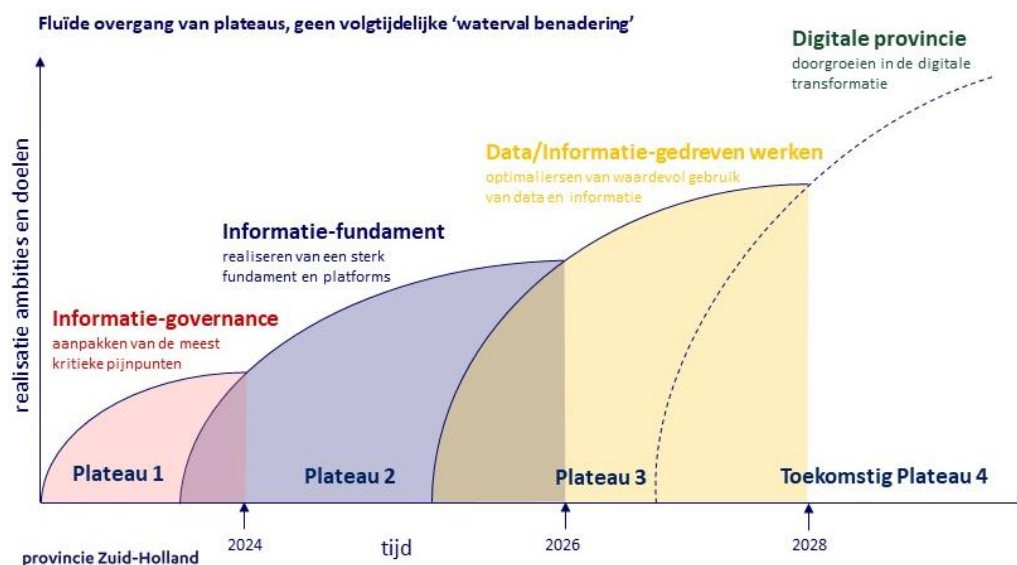 Fluïde overgang van plateaus, geen volgtijdelijke ‘waterval benadering’
Digitale provincie
doorgroeien in de digitale
transformatie
Data/Informatie-gedreven werken
optimaliersen van waardevol gebruik
van data en informatie
Informatie-fundament
realiseren van een sterk
fundament en platforms
Informatie-governance
aanpakken van de meest
kritieke pijnpunten
realisatie ambities en doelen
Plateau 1
Plateau 2
Plateau 3
Toekomstig Plateau 4
2024
tijd
2026
2028
provincie Zuid-Holland